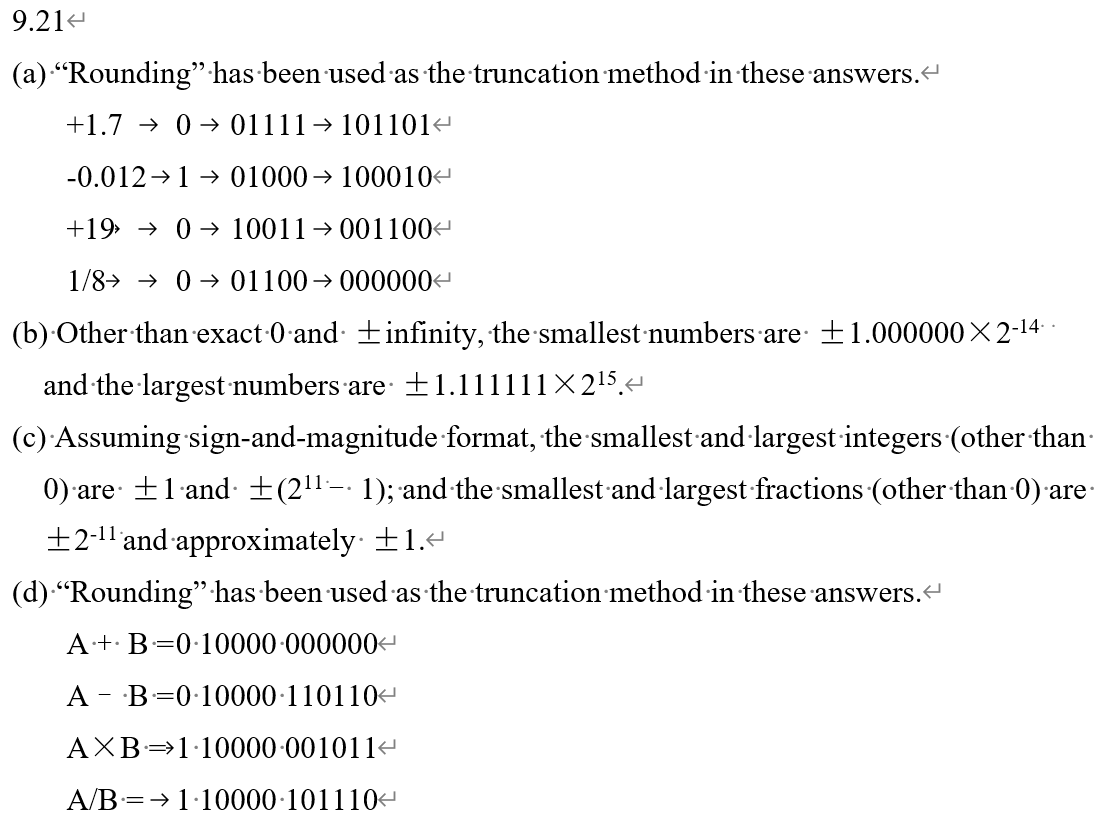 9.21
(a) “Rounding” has been used as the truncation method in these answers.
+1.7 → 0 → 01111 → 101101
-0.012 → 1 → 01000 → 100010
+19 → 0 → 10011 → 001100
1/8 → → 0 → 01100 → 000000
(b) Other than exact 0 and ±infinity, the smallest numbers are ±1.000000×2⁻¹⁴
and the largest numbers are ±1.111111×2¹⁵.
(c) Assuming sign-and-magnitude format, the smallest and largest integers (other than
0) are ±1 and ±(2¹¹ − 1); and the smallest and largest fractions (other than 0) are
±2⁻¹¹ and approximately ±1.
(d) “Rounding” has been used as the truncation method in these answers.
A + B =0 10000 000000
A − B =0 10000 110110
A×B =→1 10000 001011
A/B = → 1 10000 101110